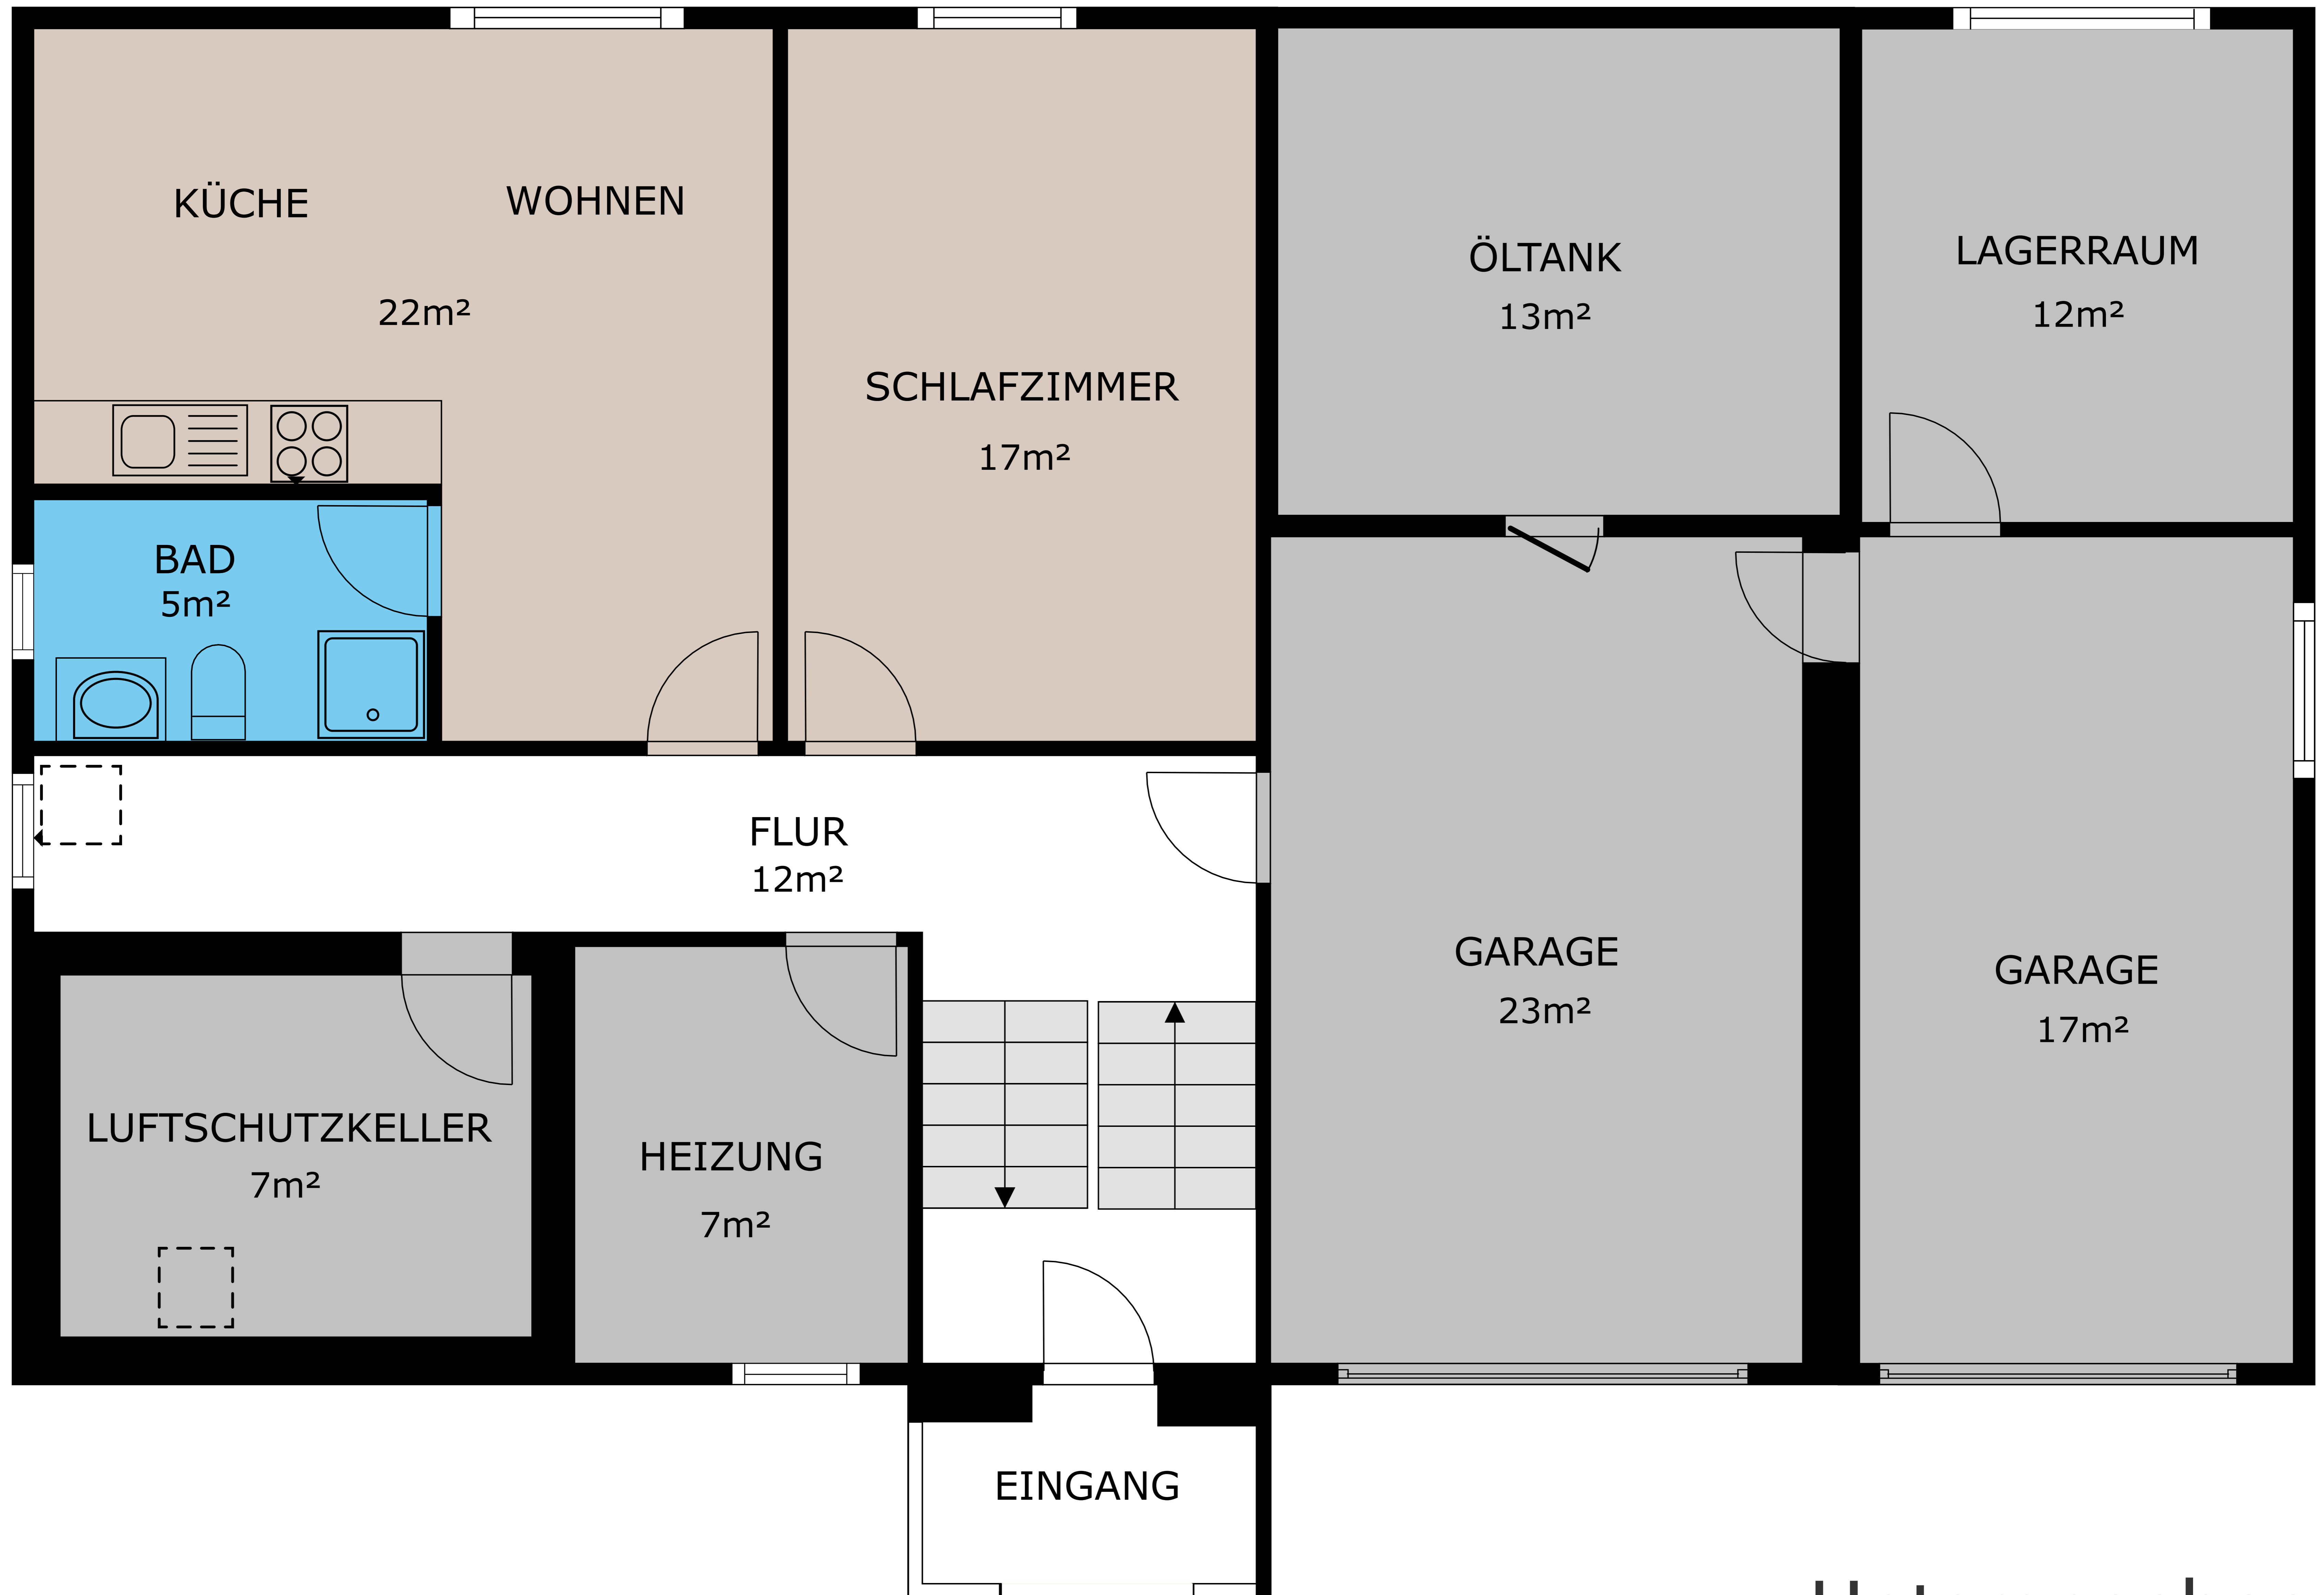 KÜCHE
WOHNEN
22m²
SCHLAFZIMMER
17m²
ÖLTANK
13m²
LAGERRAUM
12m²
BAD
5m²
FLUR
12m²
GARAGE
23m²
GARAGE
17m²
LUFTSCHUTZKELLER
7m²
HEIZUNG
7m²
EINGANG